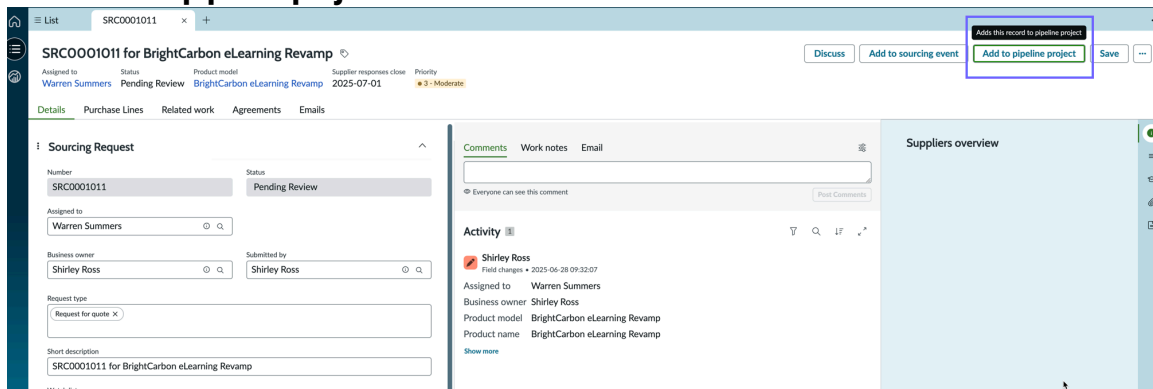 List
SRC0001011 × +
Adds this record to pipeline project
SRC0001011 for BrightCarbon eLearning Revamp
Discuss
Add to sourcing event
Add to pipeline project
Save
Assigned to
Warren Summers
Status
Pending Review
Product model
BrightCarbon eLearning Revamp
Supplier responses close
2025-07-01
Priority
3 - Moderate
Details Purchase Lines Related work Agreements Emails
Sourcing Request
Number
SRC0001011
Status
Pending Review
Assigned to
Warren Summers
Business owner
Shirley Ross
Submitted by
Shirley Ross
Request type
Request for quote ×
Short description
SRC0001011 for BrightCarbon eLearning Revamp
Comments Work notes Email
Everyone can see this comment
Post Comments
Activity 1
Shirley Ross
Field changes • 2025-06-28 09:32:07
Assigned to Warren Summers
Business owner Shirley Ross
Product model BrightCarbon eLearning Revamp
Product name BrightCarbon eLearning Revamp
Show more
Suppliers overview